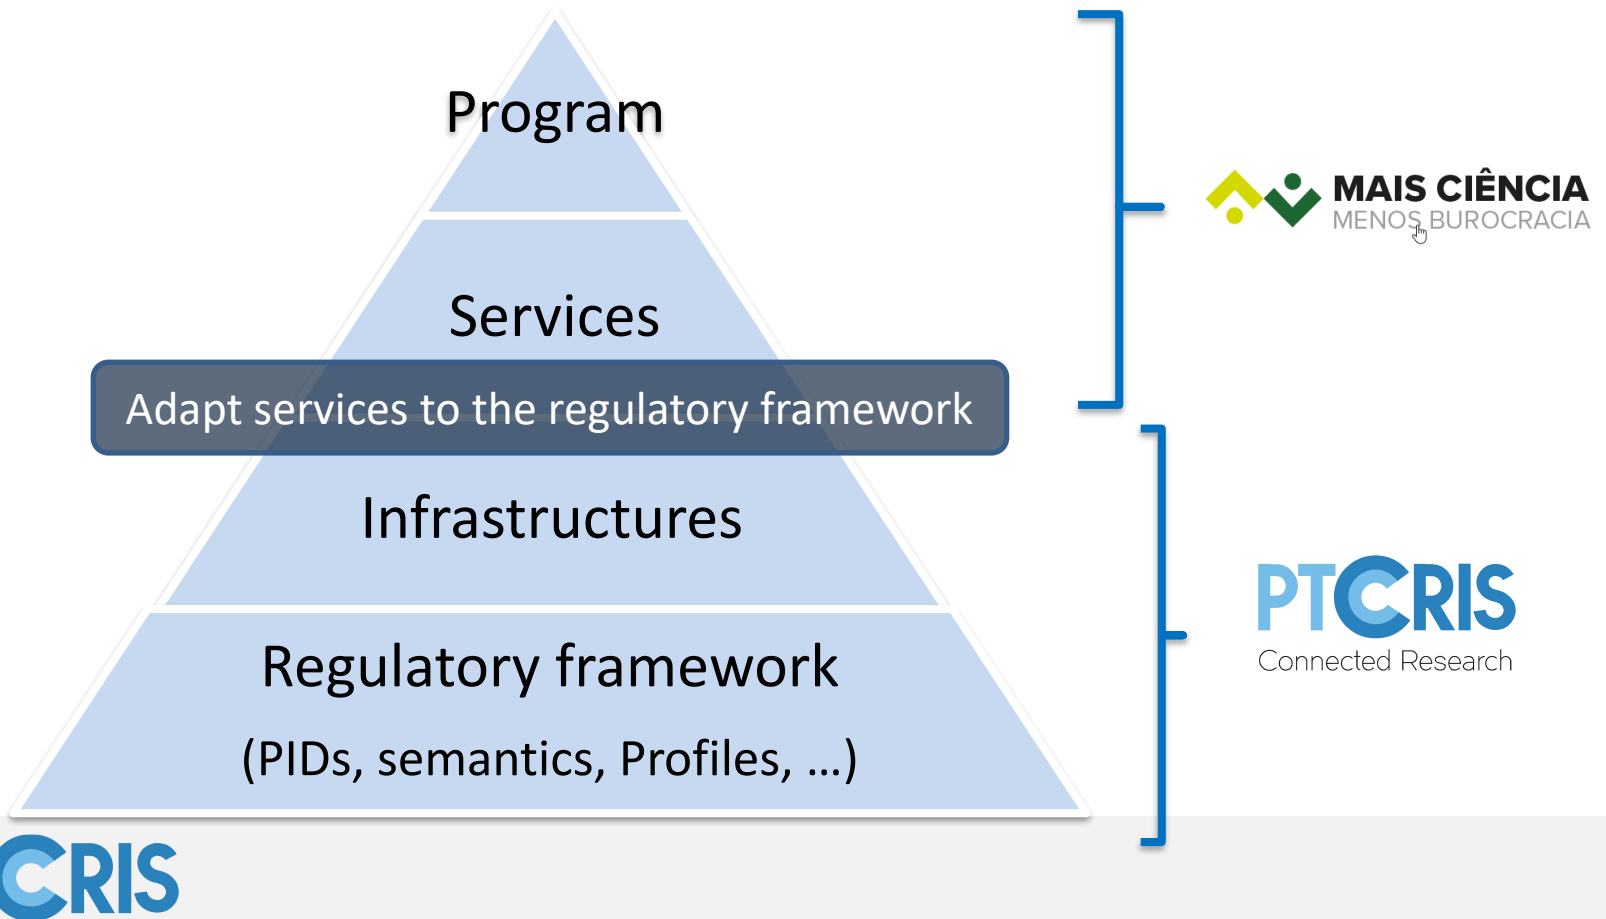 Program
MAIS CIÊNCIA
MENOS BUROCRACIA
Services
Adapt services to the regulatory framework
Infrastructures
PTCRIS
Connected Research
Regulatory framework
(PIDs, semantics, Profiles, ...)
CRIS